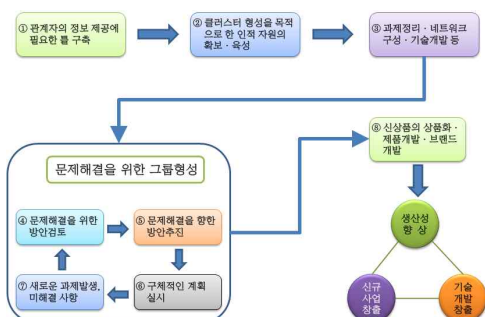 ① 관계자의 정보 제공에
필요한 틀 구축
② 클러스터 형성을 목적
으로 한 인적 자원의
확보 · 육성
③ 과제정리 · 네트워크
구성 · 기술개발 등
문제해결을 위한 그룹형성
④ 문제해결을 위한
방안검토
⑤ 문제해결을 향한
방안추진
⑥ 구체적인 계획
실시
⑦ 새로운 과제발생,
미해결 사항
⑧ 신상품의 상품화 ·
제품개발 · 브랜드
개발
생산성
향 상
신규
사업
창출
기술
개발
창출